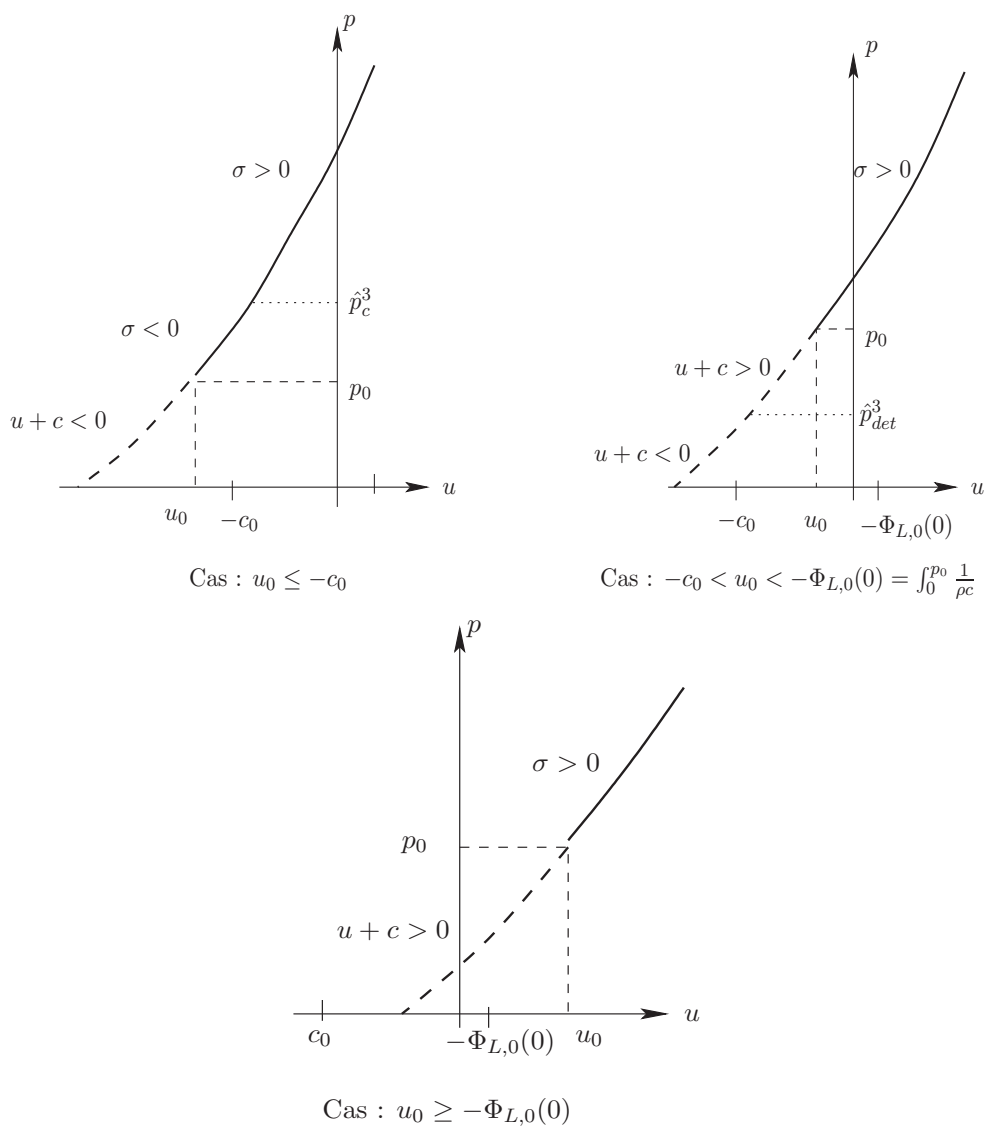 p
σ > 0
p̂_c^3
σ < 0
p_0
u + c < 0
u
u_0
−c_0
Cas : u_0 ≤ −c_0
p
σ > 0
p_0
u + c > 0
p̂_{det}^3
u + c < 0
u
−c_0
u_0
−Φ_{L,0}(0)
Cas : −c_0 < u_0 < −Φ_{L,0}(0) = ∫_0^{p_0} \frac{1}{ρc}
p
σ > 0
p_0
u + c > 0
u
c_0
−Φ_{L,0}(0)
u_0
Cas : u_0 ≥ −Φ_{L,0}(0)